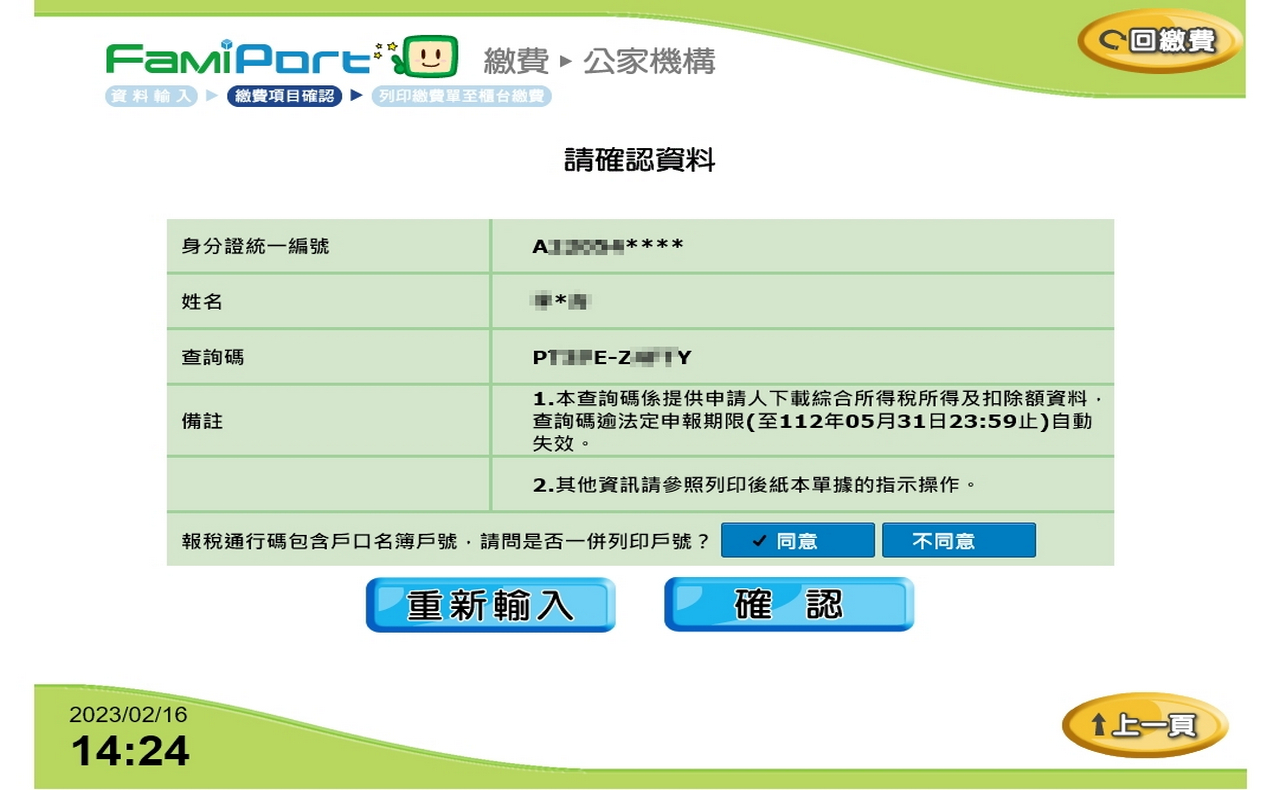 FamiPort 繳費 ▸ 公家機構
回繳費
資料輸入 ▶ 繳費項目確認 ▶ 列印繳費單至櫃台繳費
請確認資料
身分證統一編號 A****
姓名 *
查詢碼 P E-Z Y
備註 1.本查詢碼係提供申請人下載綜合所得稅所得及扣除額資料，
查詢碼逾法定申報期限(至112年05月31日23:59止)自動
失效。
2.其他資訊請參照列印後紙本單據的指示操作。
報稅通行碼包含戶口名簿戶號，請問是否一併列印戶號？ ✓ 同意 不同意
重新輸入 確認
2023/02/16
14:24
上一頁